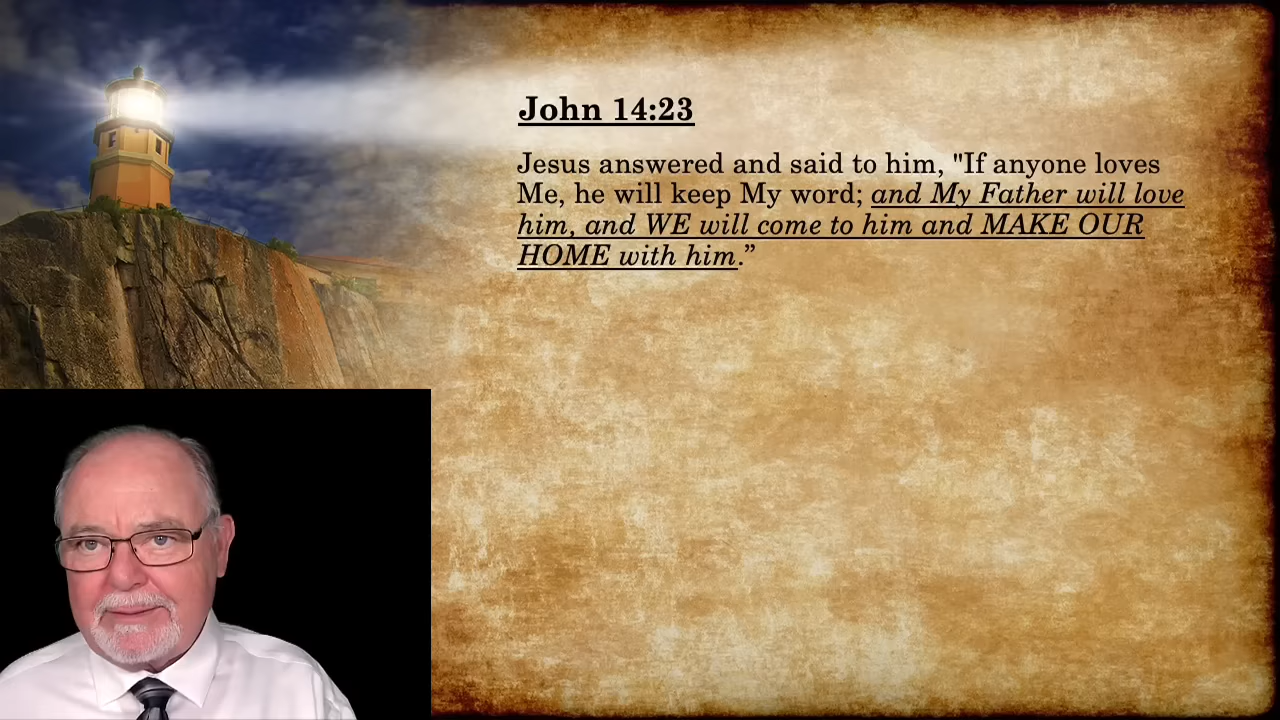 John 14:23
Jesus answered and said to him, "If anyone loves
Me, he will keep My word; and My Father will love
him, and WE will come to him and MAKE OUR
HOME with him.”